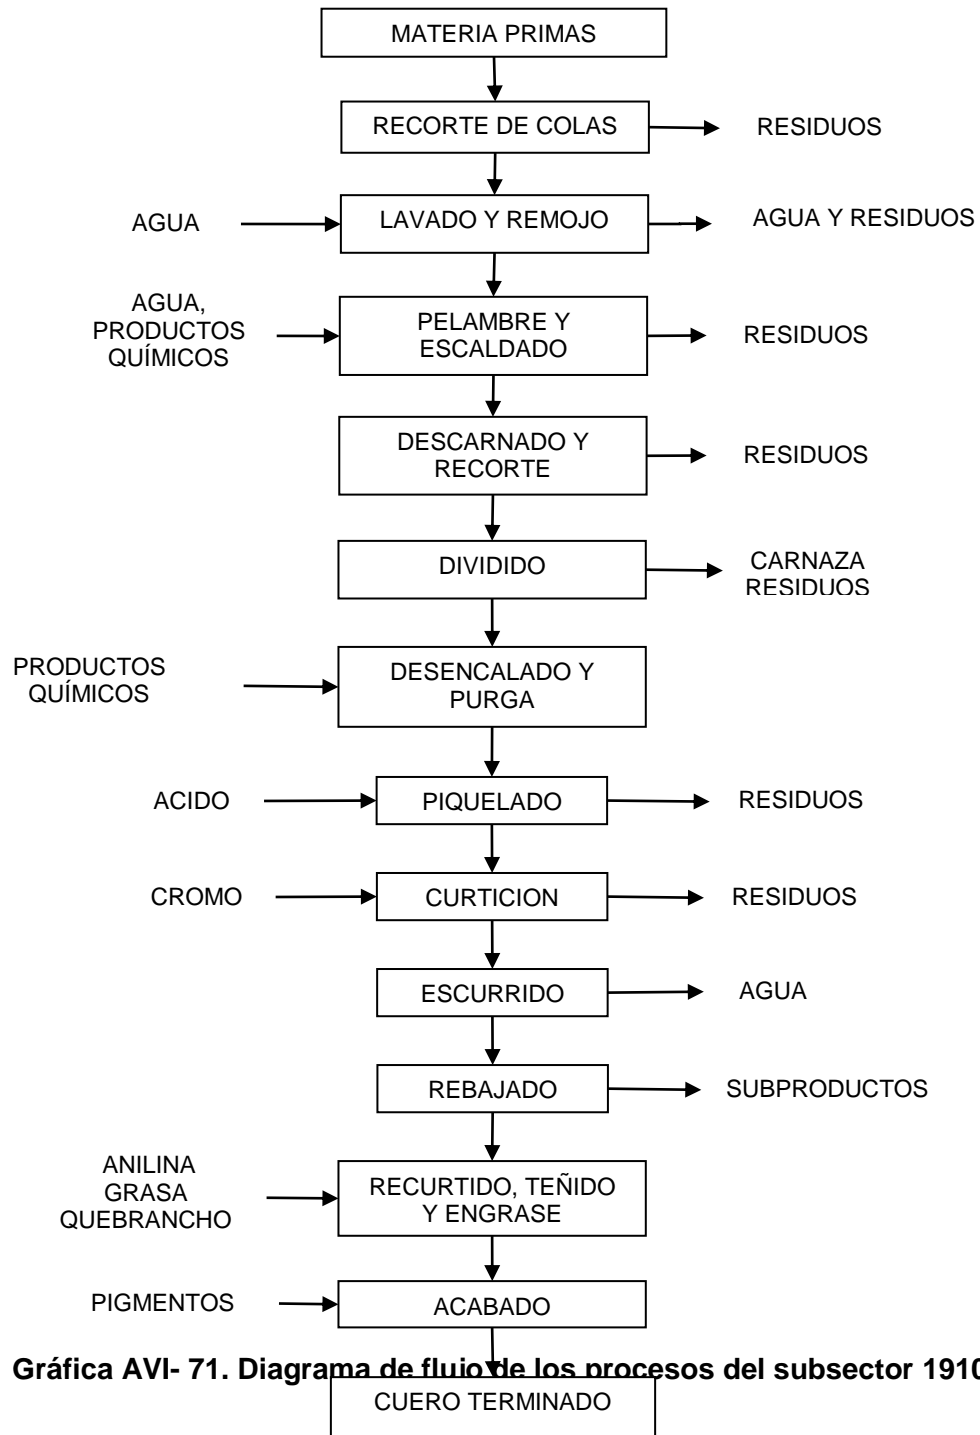 MATERIA PRIMAS
RECORTE DE COLAS
RESIDUOS
AGUA
LAVADO Y REMOJO
AGUA Y RESIDUOS
AGUA,
PRODUCTOS
QUÍMICOS
PELAMBRE Y
ESCALDADO
RESIDUOS
DESCARNADO Y
RECORTE
RESIDUOS
DIVIDIDO
CARNAZA
RESIDUOS
PRODUCTOS
QUÍMICOS
DESENCALADO Y
PURGA
ACIDO
PIQUELADO
RESIDUOS
CROMO
CURTICION
RESIDUOS
ESCURRIDO
AGUA
REBAJADO
SUBPRODUCTOS
ANILINA
GRASA
QUEBRANCHO
RECURTIDO, TEÑIDO
Y ENGRASE
PIGMENTOS
ACABADO
Gráfica AVI- 71. Diagrama de flujo de los procesos del subsector 1910
CUERO TERMINADO